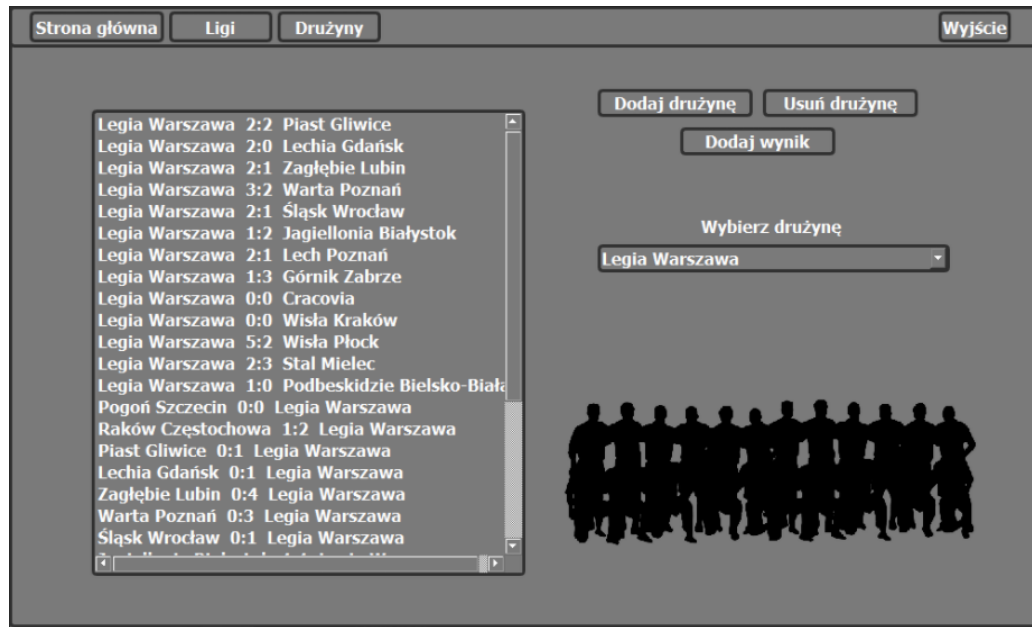 Strona główna Ligi Drużyny Wyjście
Dodaj drużynę Usuń drużynę
Dodaj wynik
Wybierz drużynę
Legia Warszawa
Legia Warszawa 2:2 Piast Gliwice
Legia Warszawa 2:0 Lechia Gdańsk
Legia Warszawa 2:1 Zagłębie Lubin
Legia Warszawa 3:2 Warta Poznań
Legia Warszawa 2:1 Śląsk Wrocław
Legia Warszawa 1:2 Jagiellonia Białystok
Legia Warszawa 2:1 Lech Poznań
Legia Warszawa 1:3 Górnik Zabrze
Legia Warszawa 0:0 Cracovia
Legia Warszawa 0:0 Wisła Kraków
Legia Warszawa 5:2 Wisła Płock
Legia Warszawa 2:3 Stal Mielec
Legia Warszawa 1:0 Podbeskidzie Bielsko-Biała
Pogoń Szczecin 0:0 Legia Warszawa
Raków Częstochowa 1:2 Legia Warszawa
Piast Gliwice 0:1 Legia Warszawa
Lechia Gdańsk 0:1 Legia Warszawa
Zagłębie Lubin 0:4 Legia Warszawa
Warta Poznań 0:3 Legia Warszawa
Śląsk Wrocław 0:1 Legia Warszawa